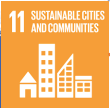 11 SUSTAINABLE CITIES
AND COMMUNITIES